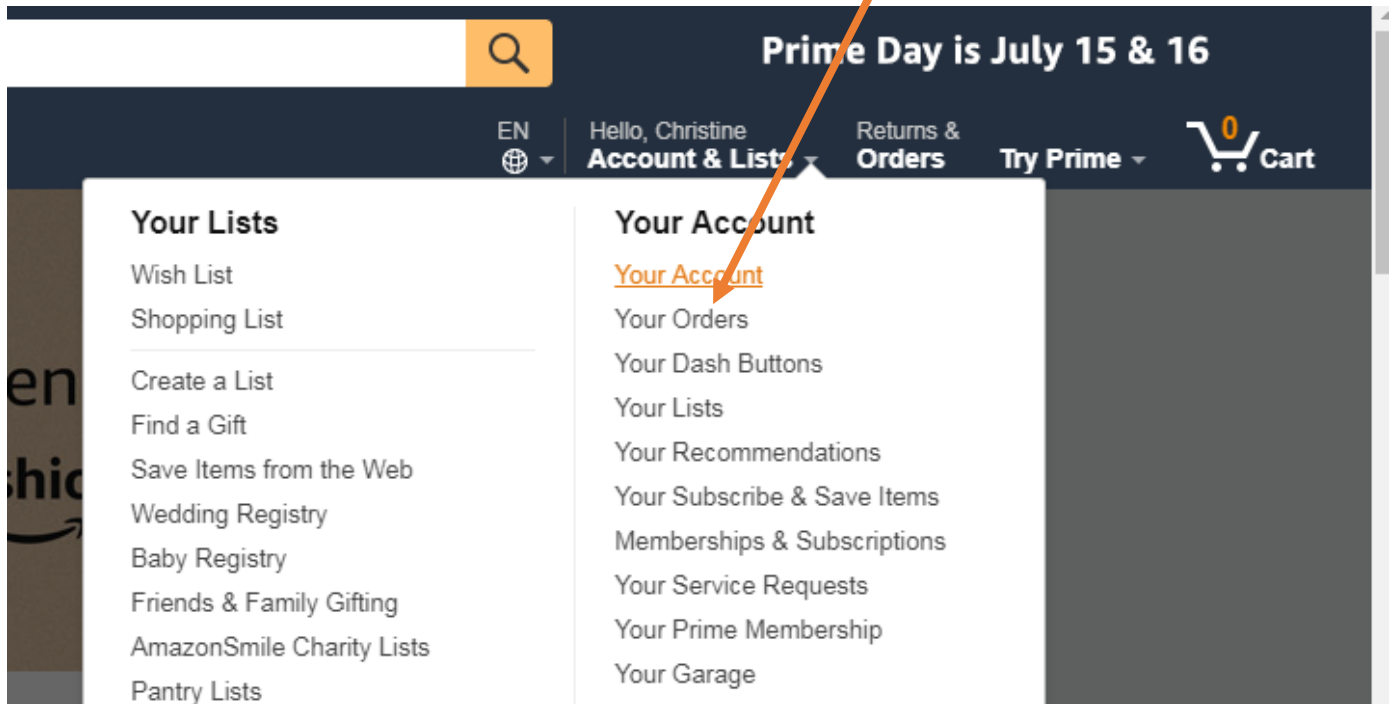 Prime Day is July 15 & 16
EN
Hello, Christine
Account & Lists
Returns &
Orders
Try Prime
0
Cart
Your Lists
Wish List
Shopping List
Create a List
Find a Gift
Save Items from the Web
Wedding Registry
Baby Registry
Friends & Family Gifting
AmazonSmile Charity Lists
Pantry Lists
Your Account
Your Account
Your Orders
Your Dash Buttons
Your Lists
Your Recommendations
Your Subscribe & Save Items
Memberships & Subscriptions
Your Service Requests
Your Prime Membership
Your Garage
en
shic